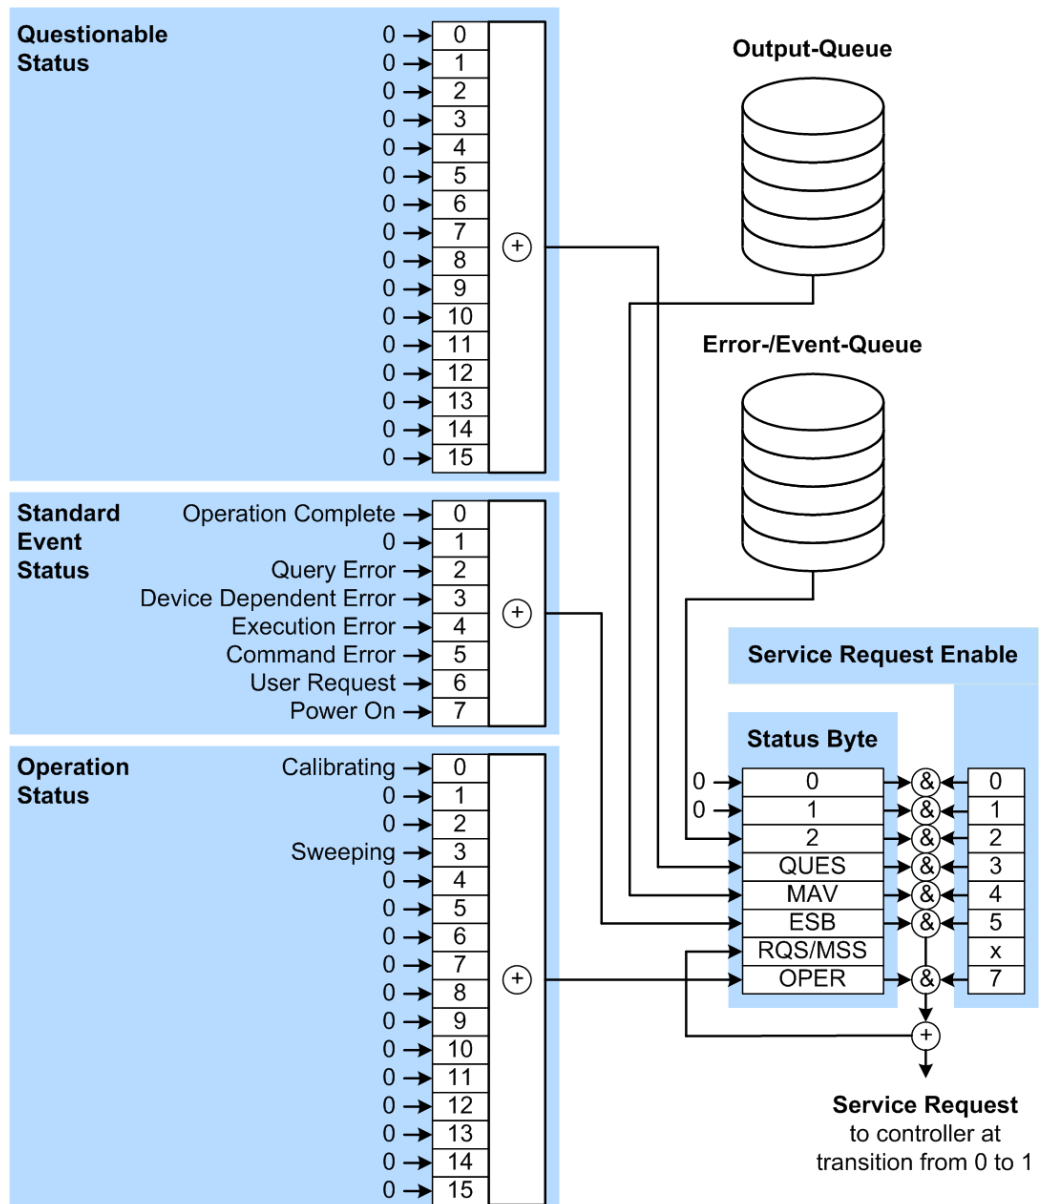 Questionable
Status
0 0
0 1
0 2
0 3
0 4
0 5
0 6
0 7
0 8
0 9
0 10
0 11
0 12
0 13
0 14
0 15
+
Output-Queue
Error-/Event-Queue
Standard
Event
Status
Operation Complete 0
0 1
Query Error 2
Device Dependent Error 3
Execution Error 4
Command Error 5
User Request 6
Power On 7
+
Operation
Status
Calibrating 0
0 1
0 2
Sweeping 3
0 4
0 5
0 6
0 7
0 8
0 9
0 10
0 11
0 12
0 13
0 14
0 15
+
Service Request Enable
Status Byte
0 0 & 0
0 1 & 1
2 & 2
QUES & 3
MAV & 4
ESB & 5
RQS/MSS x
OPER & 7
+
Service Request
to controller at
transition from 0 to 1